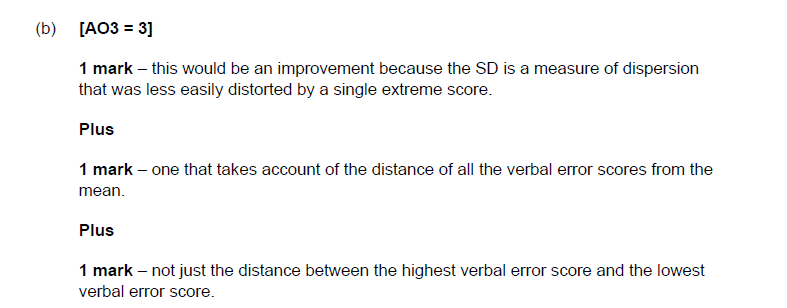 (b) [AO3 = 3]
1 mark – this would be an improvement because the SD is a measure of dispersion
that was less easily distorted by a single extreme score.
Plus
1 mark – one that takes account of the distance of all the verbal error scores from the
mean.
Plus
1 mark – not just the distance between the highest verbal error score and the lowest
verbal error score.